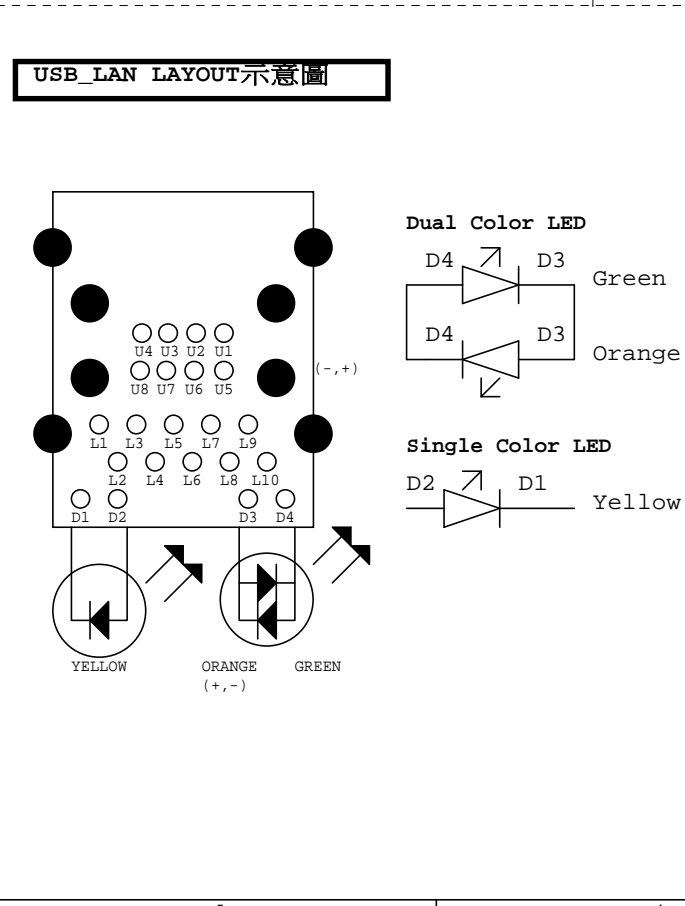 USB_LAN LAYOUT示意圖
Dual Color LED
D4 D3
Green
D4 D3
Orange
U4 U3 U2 U1
(-,+)
U8 U7 U6 U5
L1 L3 L5 L7 L9
L2 L4 L6 L8 L10
D1 D2 D3 D4
Single Color LED
D2 D1
Yellow
YELLOW ORANGE GREEN
(+,-)